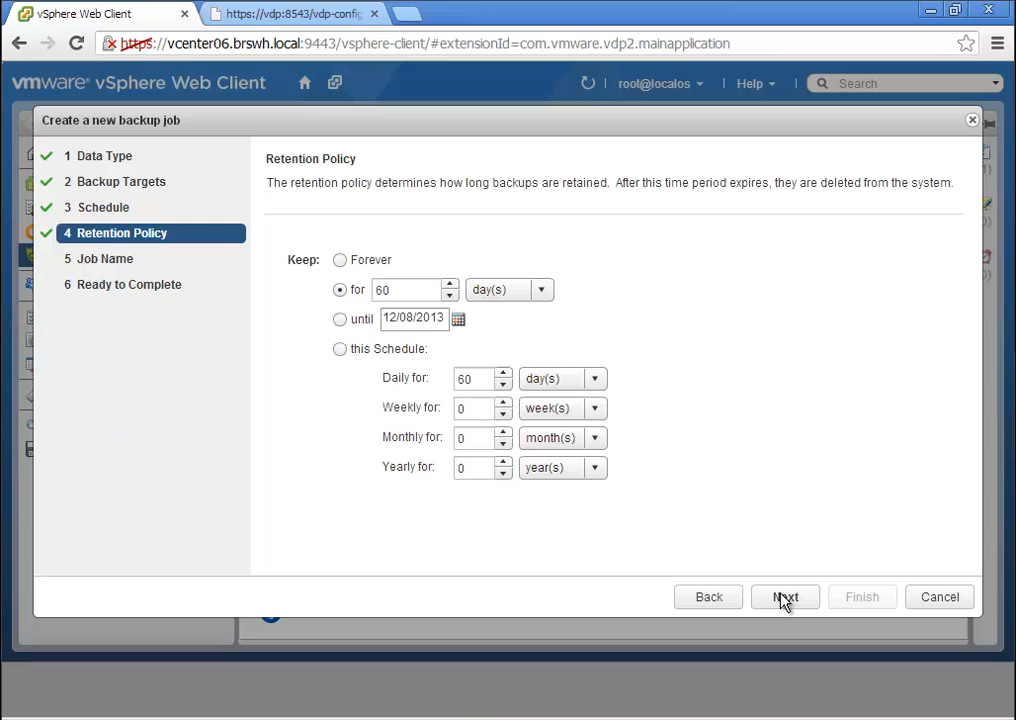 vSphere Web Client
https://vdp:8543/vdp-config
https://vcenter06.brswh.local:9443/vsphere-client/#extensionId=com.vmware.vdp2.mainapplication
vmware® vSphere Web Client
root@localos
Help
Search
Create a new backup job
1 Data Type
2 Backup Targets
3 Schedule
4 Retention Policy
5 Job Name
6 Ready to Complete
Retention Policy
The retention policy determines how long backups are retained. After this time period expires, they are deleted from the system.
Keep:
Forever
for 60 day(s)
until 12/08/2013
this Schedule:
Daily for: 60 day(s)
Weekly for: 0 week(s)
Monthly for: 0 month(s)
Yearly for: 0 year(s)
Back
Next
Finish
Cancel